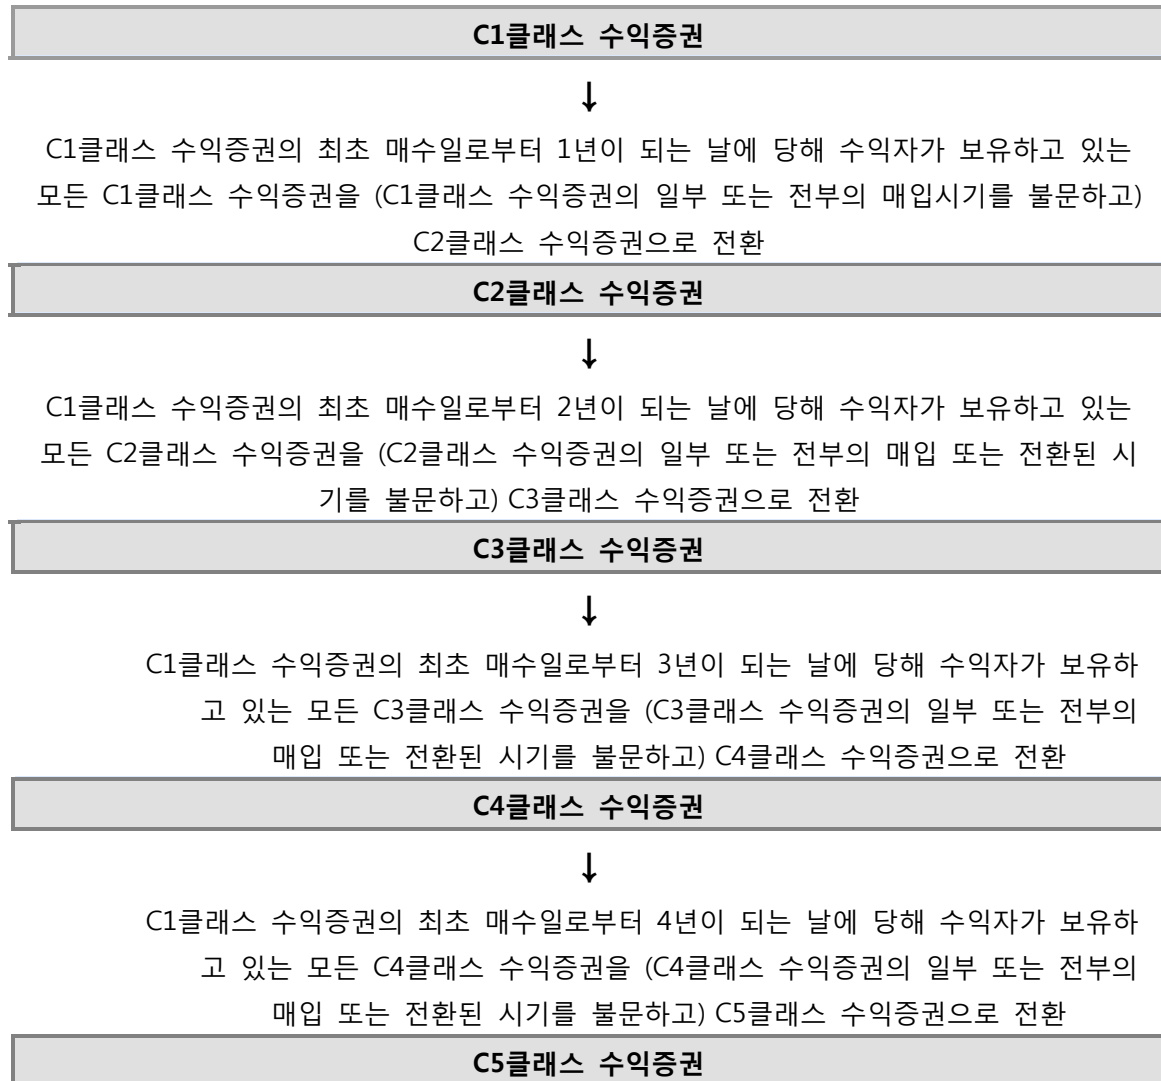 C1클래스 수익증권
↓
C1클래스 수익증권의 최초 매수일로부터 1년이 되는 날에 당해 수익자가 보유하고 있는
모든 C1클래스 수익증권을 (C1클래스 수익증권의 일부 또는 전부의 매입시기를 불문하고)
C2클래스 수익증권으로 전환
C2클래스 수익증권
↓
C1클래스 수익증권의 최초 매수일로부터 2년이 되는 날에 당해 수익자가 보유하고 있는
모든 C2클래스 수익증권을 (C2클래스 수익증권의 일부 또는 전부의 매입 또는 전환된 시
기를 불문하고) C3클래스 수익증권으로 전환
C3클래스 수익증권
↓
C1클래스 수익증권의 최초 매수일로부터 3년이 되는 날에 당해 수익자가 보유하
고 있는 모든 C3클래스 수익증권을 (C3클래스 수익증권의 일부 또는 전부의
매입 또는 전환된 시기를 불문하고) C4클래스 수익증권으로 전환
C4클래스 수익증권
↓
C1클래스 수익증권의 최초 매수일로부터 4년이 되는 날에 당해 수익자가 보유하
고 있는 모든 C4클래스 수익증권을 (C4클래스 수익증권의 일부 또는 전부의
매입 또는 전환된 시기를 불문하고) C5클래스 수익증권으로 전환
C5클래스 수익증권